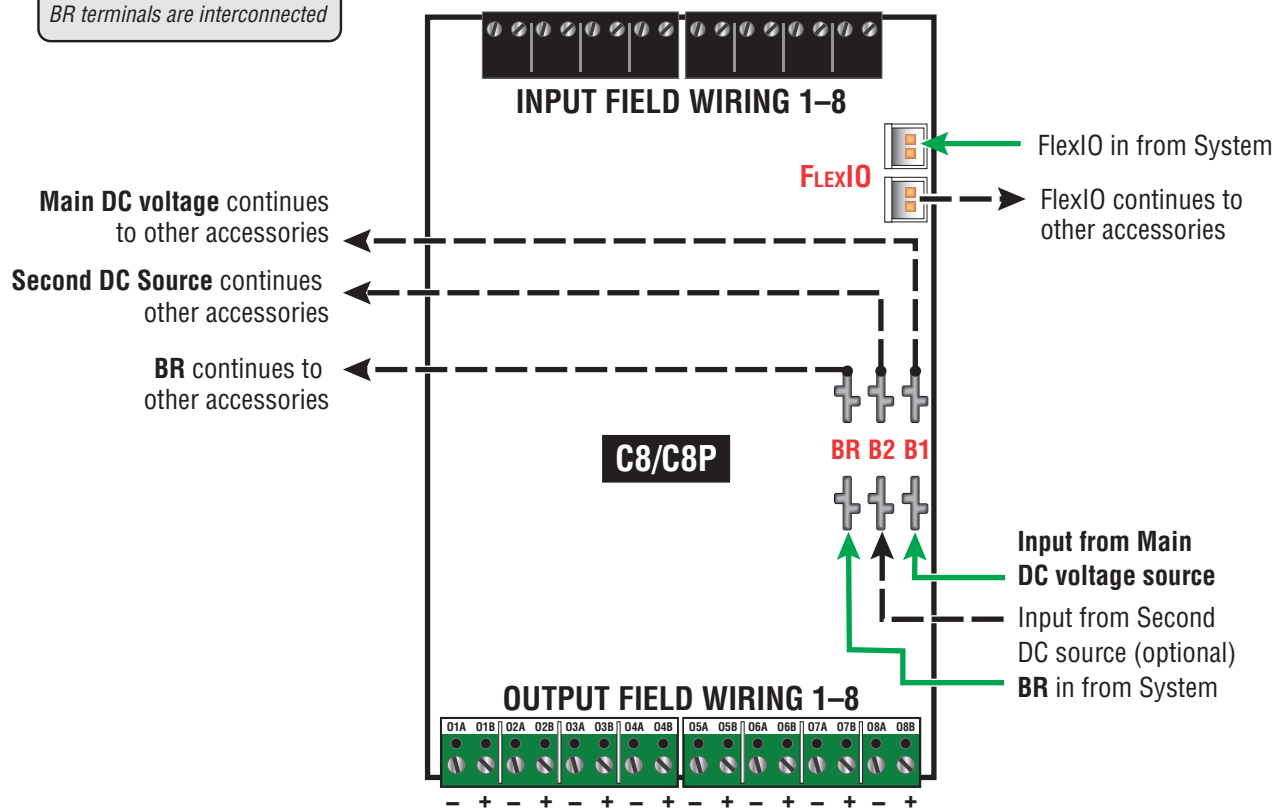 BR terminals are interconnected
INPUT FIELD WIRING 1–8
FlexIO in from System
FLEXIO
FlexIO continues to
other accessories
Main DC voltage continues
to other accessories
Second DC Source continues
other accessories
BR continues to
other accessories
BR B2 B1
C8/C8P
Input from Main
DC voltage source
Input from Second
DC source (optional)
BR in from System
OUTPUT FIELD WIRING 1–8
O1A O1B O2A O2B O3A O3B O4A O4B O5A O5B O6A O6B O7A O7B O8A O8B
– + – + – + – + – + – + – + – +